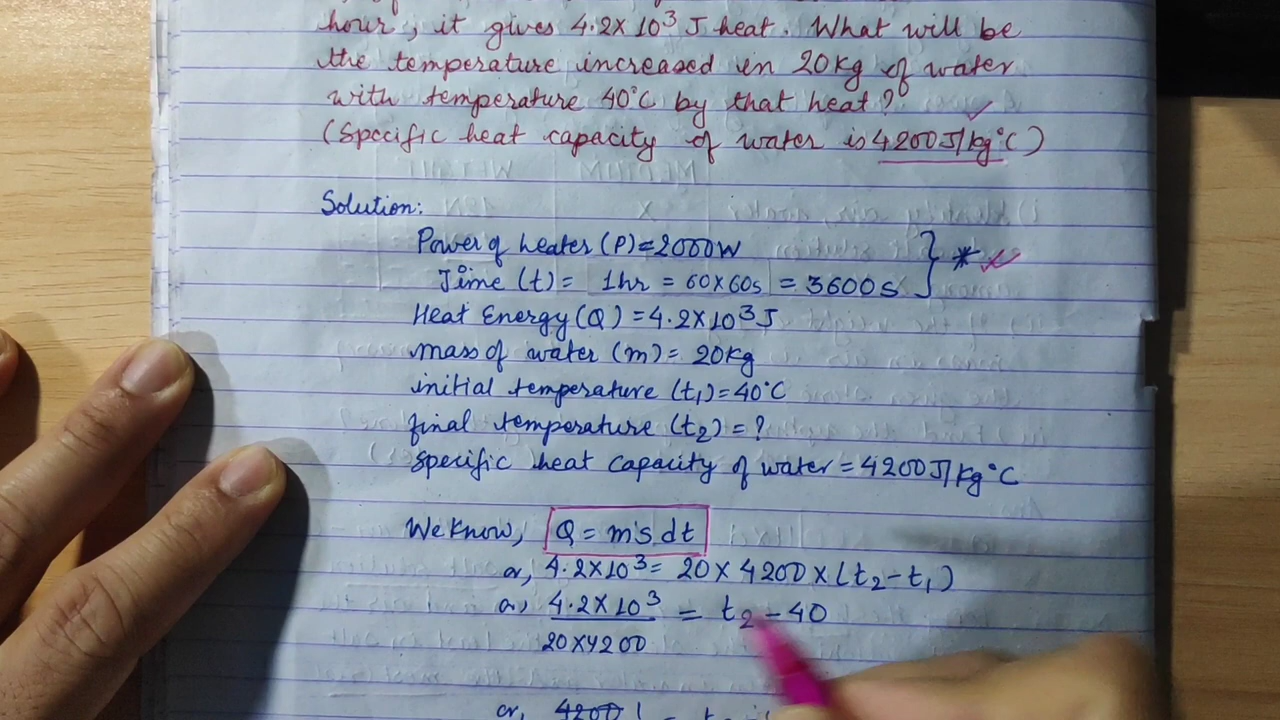 hour, it gives 4.2×10³ J heat. What will be
the temperature increased in 20kg of water
with temperature 40°C by that heat?
(Specific heat capacity of water is 4200J/kg°C)
Solution:
Power of heater (P)=2000W
Time (t)= 1hr = 60×60s = 3600s
Heat Energy(Q) = 4.2×10³J
mass of water (m)= 20kg
initial temperature (t₁)=40°C
final temperature (t₂)=?
specific heat capacity of water=4200J/kg°C
We know, Q = m's dt
or, 4.2×10³= 20×4200×(t₂-t₁)
or, 4.2×10³ = t₂-40
20×4200
or, 4200